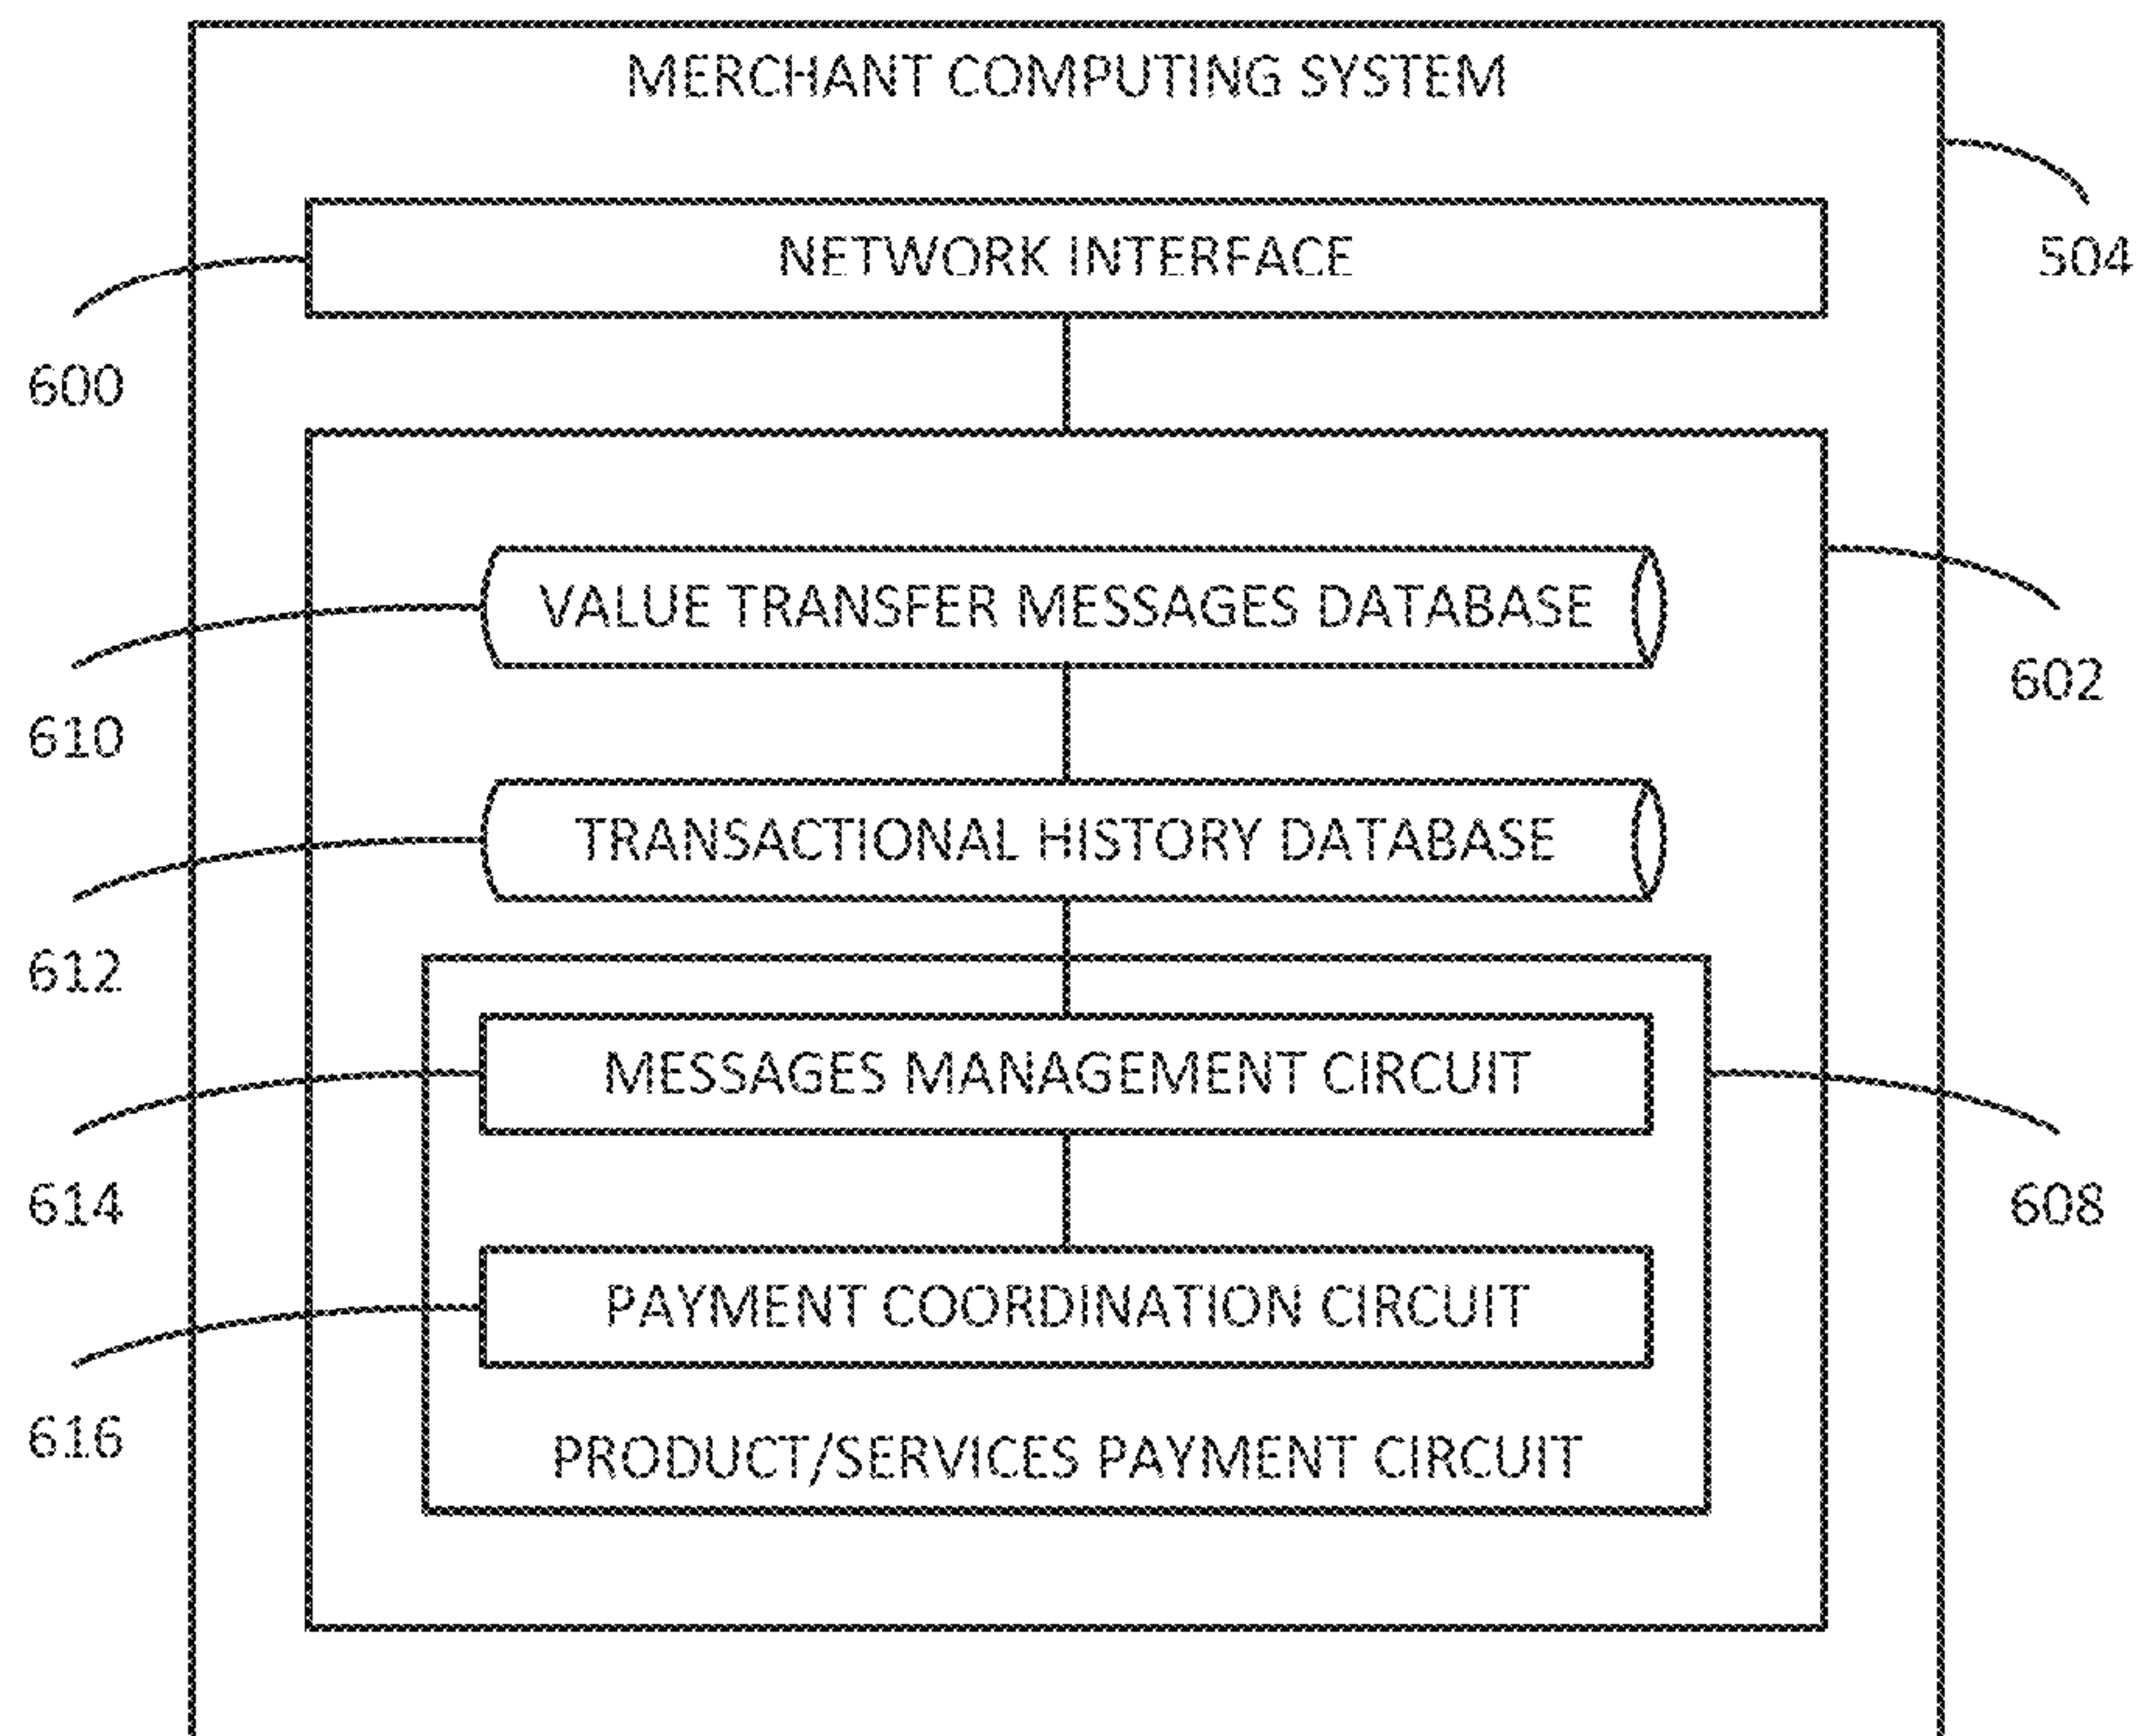 MERCHANT COMPUTING SYSTEM
NETWORK INTERFACE
504
600
VALUE TRANSFER MESSAGES DATABASE
602
610
TRANSACTIONAL HISTORY DATABASE
612
MESSAGES MANAGEMENT CIRCUIT
614
608
PAYMENT COORDINATION CIRCUIT
616
PRODUCT/SERVICES PAYMENT CIRCUIT